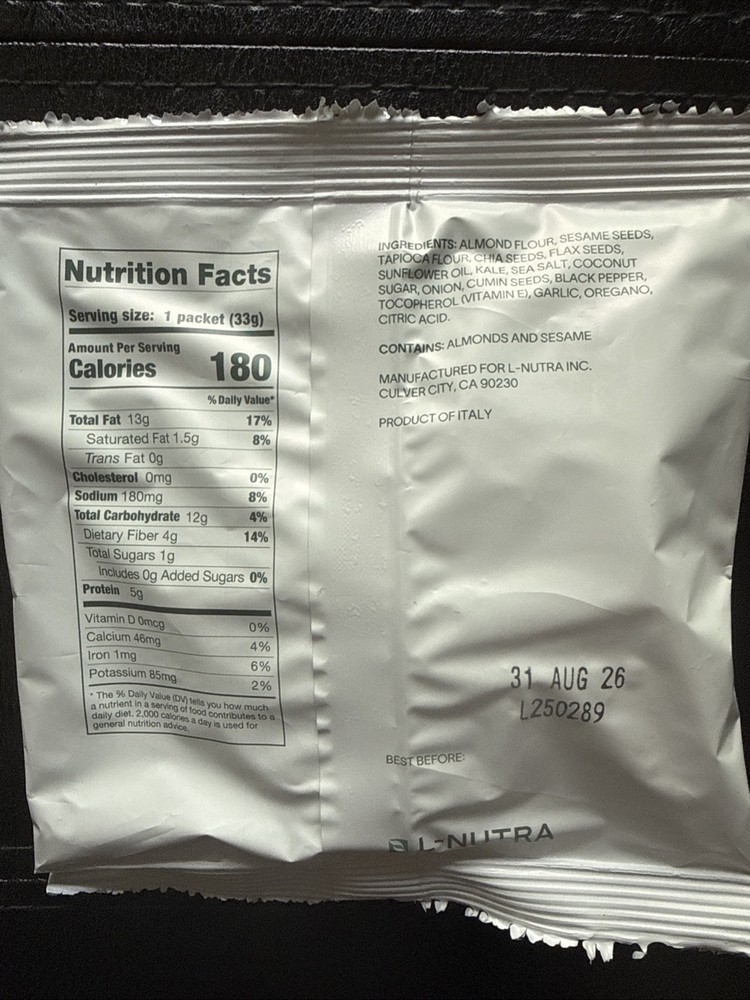 Nutrition Facts
Serving size: 1 packet (33g)
Amount Per Serving
Calories 180
% Daily Value*
Total Fat 13g 17%
Saturated Fat 1.5g 8%
Trans Fat 0g
Cholesterol 0mg 0%
Sodium 180mg 8%
Total Carbohydrate 12g 4%
Dietary Fiber 4g 14%
Total Sugars 1g
Includes 0g Added Sugars 0%
Protein 5g
Vitamin D 0mcg 0%
Calcium 46mg 4%
Iron 1mg 6%
Potassium 85mg 2%
* The % Daily Value (DV) tells you how much
a nutrient in a serving of food contributes to a
daily diet. 2,000 calories a day is used for
general nutrition advice.
INGREDIENTS: ALMOND FLOUR, SESAME SEEDS,
TAPIOCA FLOUR, CHIA SEEDS, FLAX SEEDS,
SUNFLOWER OIL, KALE, SEA SALT, COCONUT
SUGAR, ONION, CUMIN SEEDS, BLACK PEPPER,
TOCOPHEROL (VITAMIN E), GARLIC, OREGANO,
CITRIC ACID.
CONTAINS: ALMONDS AND SESAME
MANUFACTURED FOR L-NUTRA INC.
CULVER CITY, CA 90230
PRODUCT OF ITALY
31 AUG 26
L250289
BEST BEFORE:
L-NUTRA